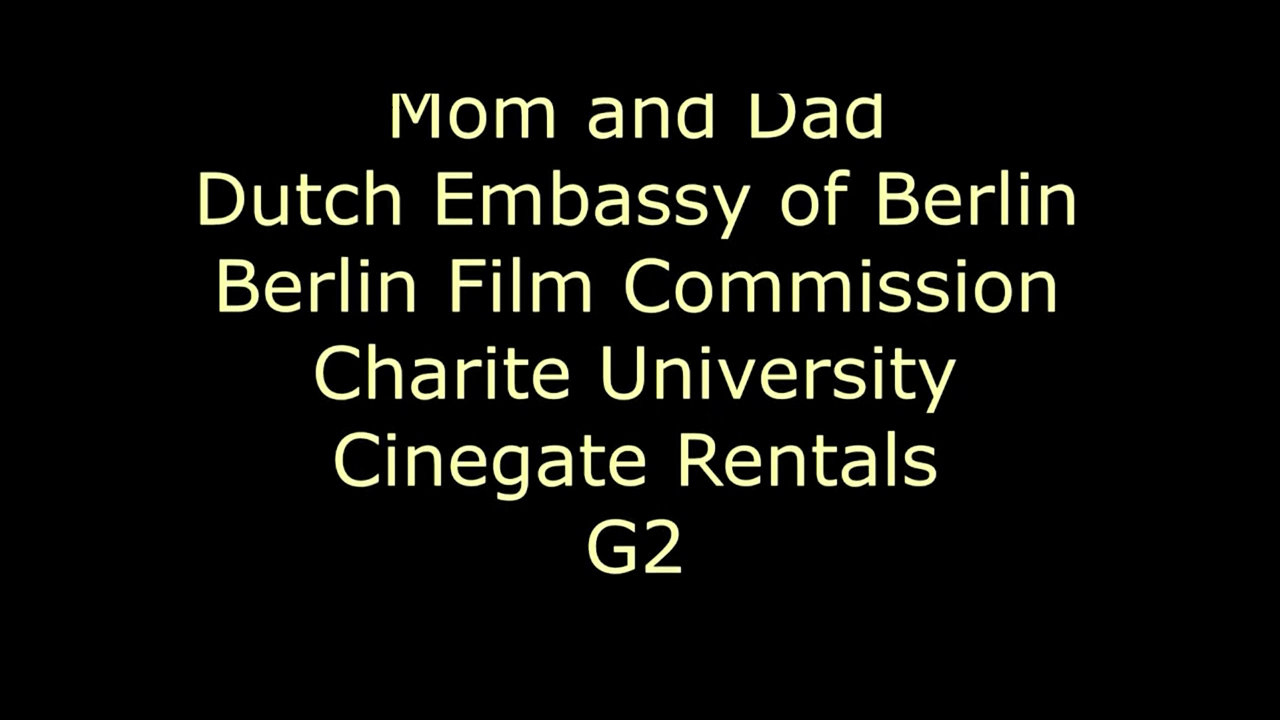 Mom and Dad
Dutch Embassy of Berlin
Berlin Film Commission
Charite University
Cinegate Rentals
G2